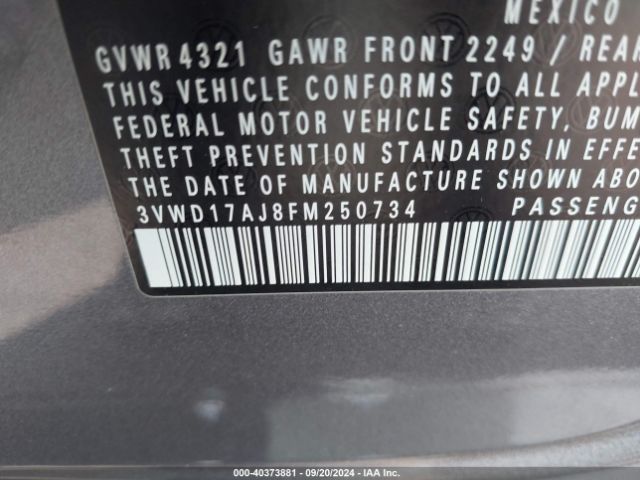 MEXICO
GVWR 4321 GAWR FRONT 2249 / REAR
THIS VEHICLE CONFORMS TO ALL APPL
FEDERAL MOTOR VEHICLE SAFETY, BUM
THEFT PREVENTION STANDARDS IN EFFE
THE DATE OF MANUFACTURE SHOWN ABO
3VWD17AJ8FM250734 PASSENG
000-40373881 - 09/20/2024 - IAA Inc.